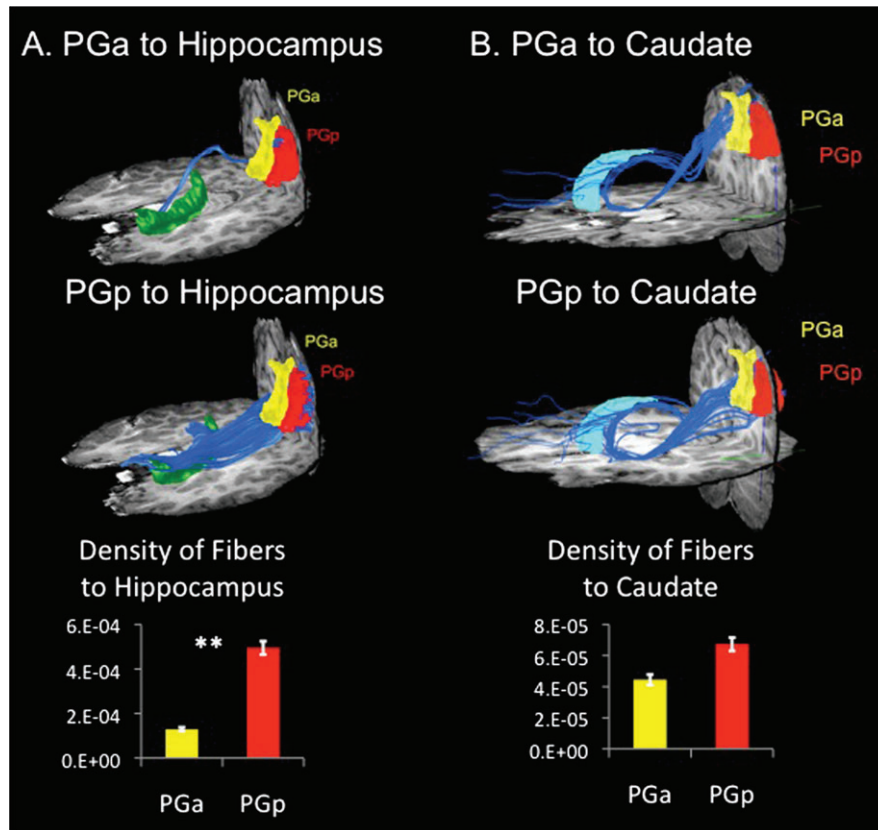 A. PGa to Hippocampus
PGa
PGp
PGp to Hippocampus
PGa
PGp
Density of Fibers
to Hippocampus
6.E-04
4.E-04
2.E-04
0.E+00
**
PGa PGp
B. PGa to Caudate
PGa
PGp
PGp to Caudate
PGa
PGp
Density of Fibers
to Caudate
8.E-05
6.E-05
4.E-05
2.E-05
0.E+00
PGa PGp